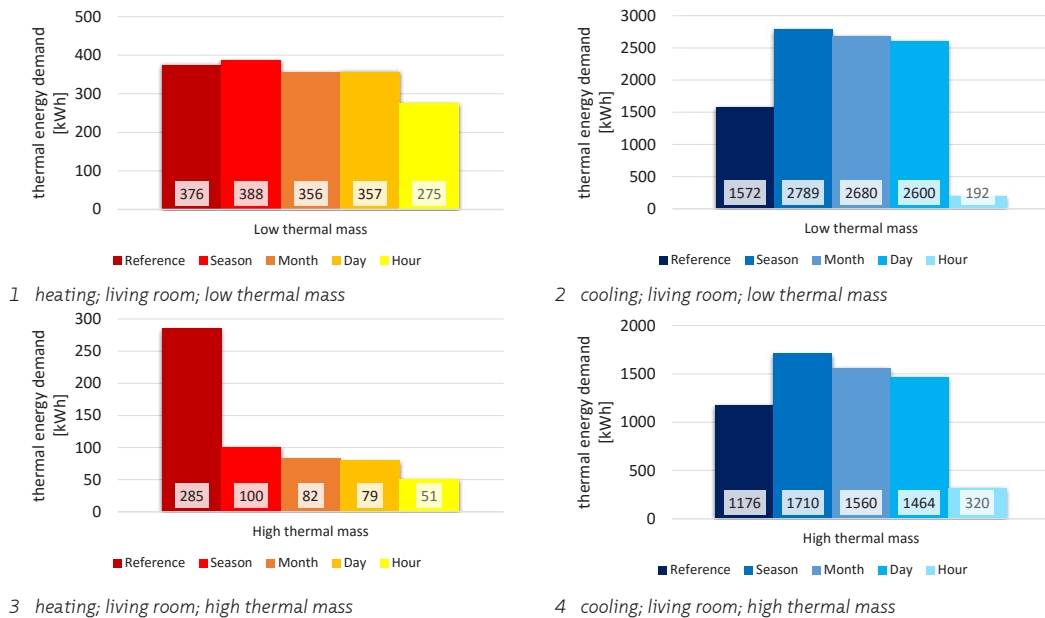 thermal energy demand
[kWh]
500
400
300
200
100
0
376 388 356 357 275
Low thermal mass
Reference Season Month Day Hour
1 heating; living room; low thermal mass
thermal energy demand
[kWh]
3000
2500
2000
1500
1000
500
0
1572 2789 2680 2600 192
Low thermal mass
Reference Season Month Day Hour
2 cooling; living room; low thermal mass
thermal energy demand
[kWh]
300
250
200
150
100
50
0
285 100 82 79 51
High thermal mass
Reference Season Month Day Hour
3 heating; living room; high thermal mass
thermal energy demand
[kWh]
2000
1500
1000
500
0
1176 1710 1560 1464 320
High thermal mass
Reference Season Month Day Hour
4 cooling; living room; high thermal mass